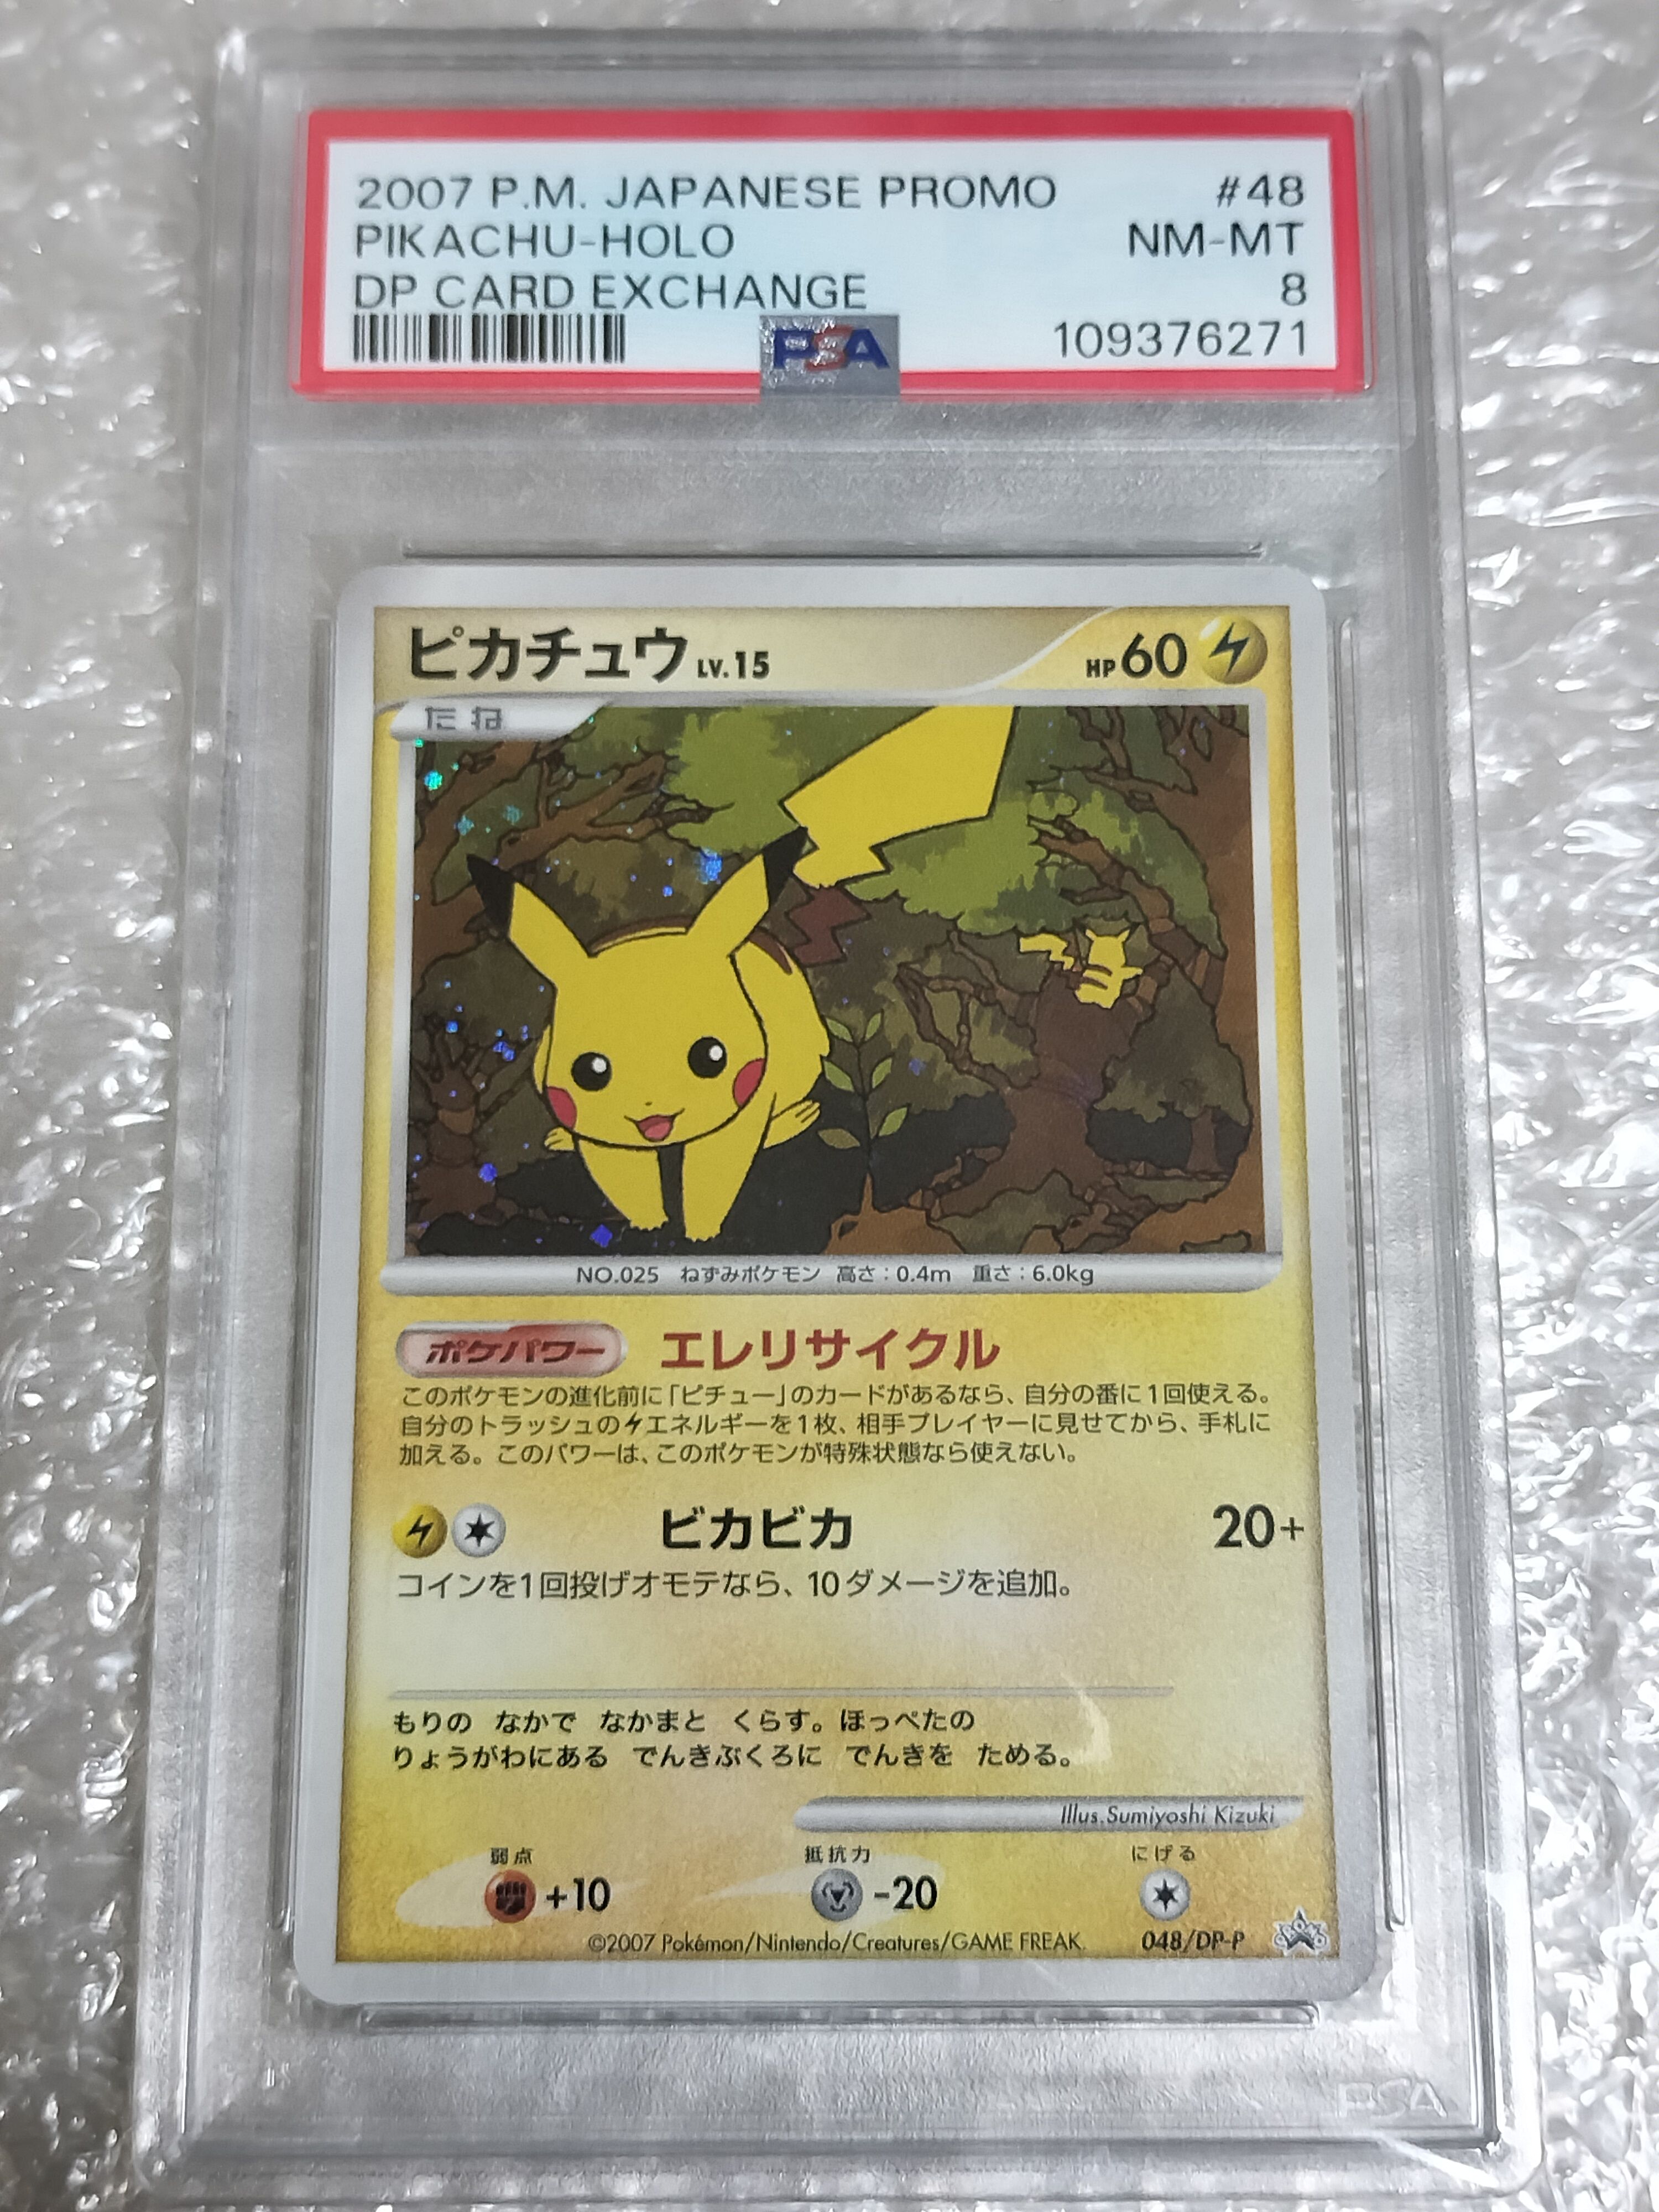 2007 P.M. JAPANESE PROMO #48
PIKACHU-HOLO NM-MT
DP CARD EXCHANGE 8
PSA 109376271
ピカチュウ LV.15 HP60
たね
NO.025 ねずみポケモン 高さ:0.4m 重さ:6.0kg
ポケパワー エレリサイクル
このポケモンの進化前に「ピチュー」のカードがあるなら、自分の番に1回使える。
自分のトラッシュのエネルギーを1枚、相手プレイヤーに見せてから、手札に
加える。このパワーは、このポケモンが特殊状態なら使えない。
ビカビカ 20+
コインを1回投げオモテなら、10ダメージを追加。
もりの なかで なかまと くらす。ほっぺたの
りょうがわにある でんきぶくろに でんきを ためる。
Illus.Sumiyoshi Kizuki
弱点 抵抗力 にげる
+10 -20
©2007 Pokémon/Nintendo/Creatures/GAME FREAK. 048/DP-P
PSA